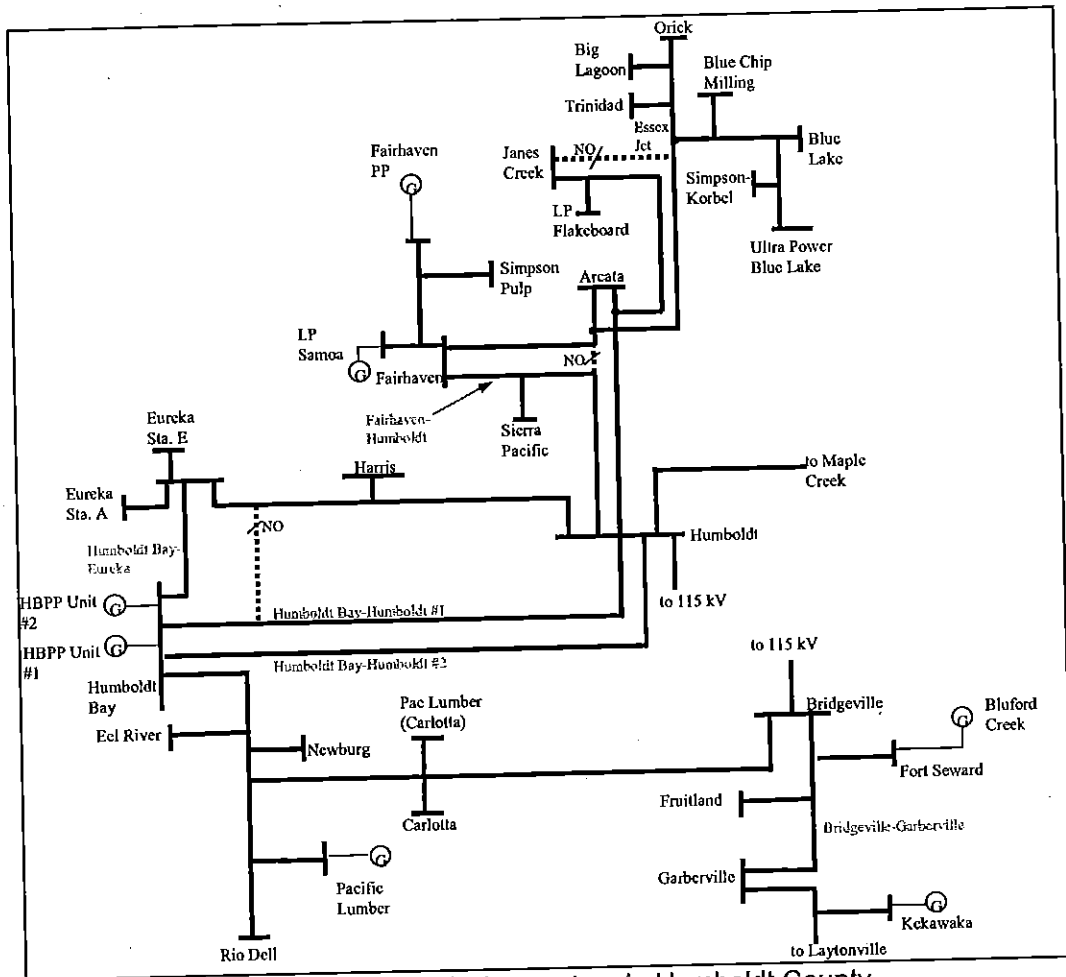 Orick
Big
Lagoon
Blue Chip
Milling
Trinidad
Essex
Jct
Blue
Lake
Fairhaven
PP
G
Janes
Creek
NO
LP
Flakeboard
Simpson-
Korbel
Ultra Power
Blue Lake
Simpson
Pulp
Arcata
LP
Samoa
G
Fairhaven
NO
Fairhaven-
Humboldt
Sierra
Pacific
Eureka
Sta. E
Harris
to Maple
Creek
Eureka
Sta. A
NO
Humboldt
Humboldt Bay-
Eureka
to 115 kV
HBPP Unit
#2
G
Humboldt Bay-Humboldt #1
HBPP Unit
#1
G
Humboldt Bay-Humboldt #2
Humboldt
Bay
to 115 kV
Pac Lumber
(Carlotta)
Bridgeville
G
Bluford
Creek
Eel River
Newburg
Fort Seward
Fruitland
Carlotta
Bridgeville-Garberville
G
Pacific
Lumber
Garberville
G
Kekawaka
Rio Dell
to Laytonville
Humboldt County